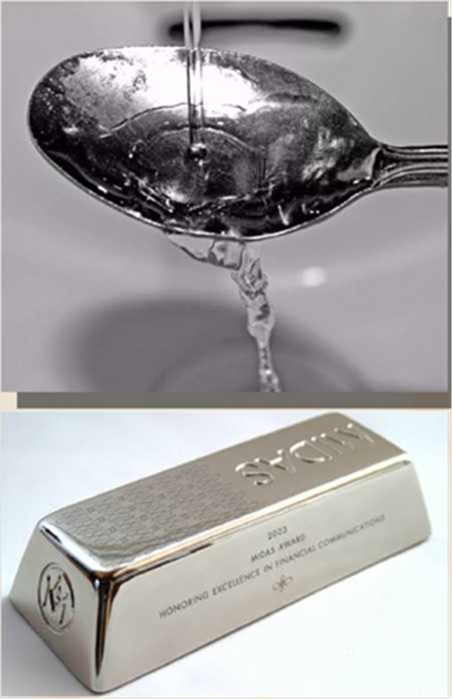 MIDAS
2003
MIDAS AWARD
HONORING EXCELLENCE IN FINANCIAL COMMUNICATIONS